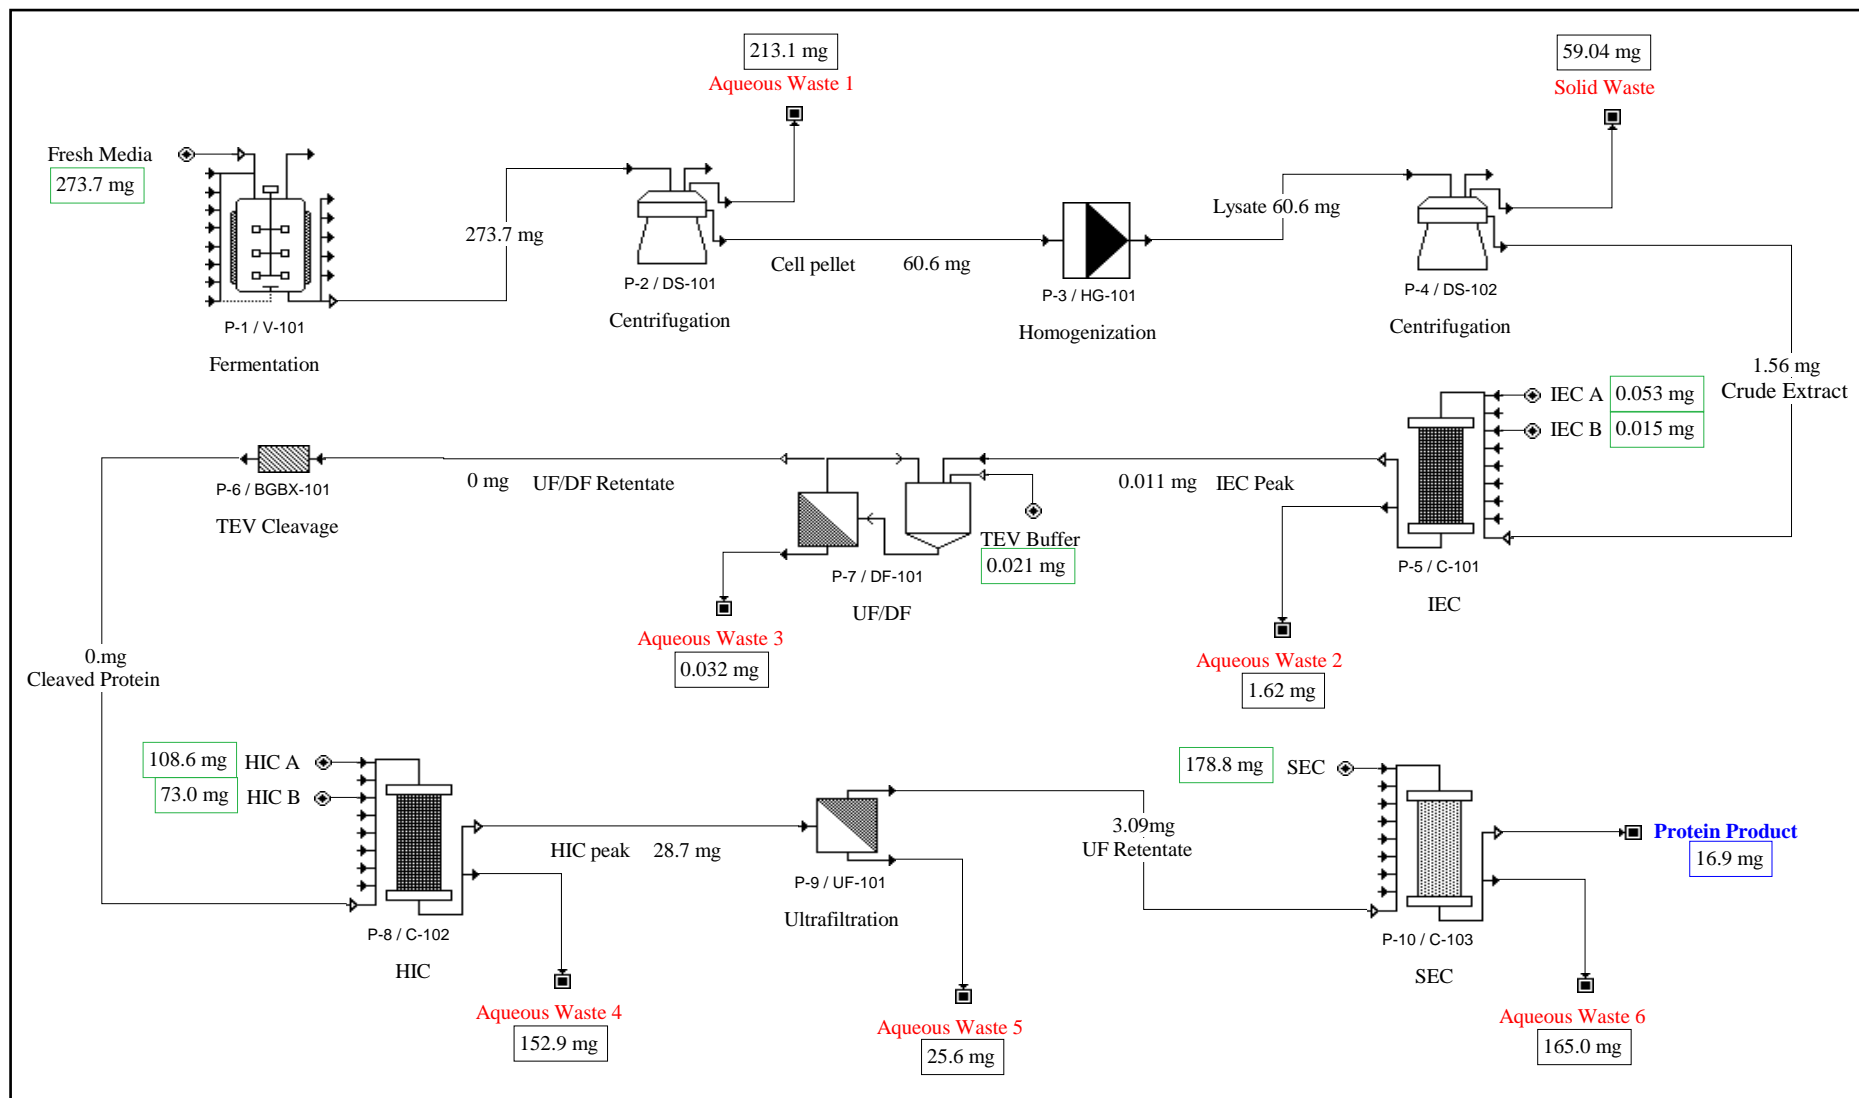 213.1 mg
Aqueous Waste 1
59.04 mg
Solid Waste
Fresh Media
273.7 mg
273.7 mg
P-1 / V-101
Fermentation
P-2 / DS-101
Centrifugation
Cell pellet 60.6 mg
P-3 / HG-101
Homogenization
Lysate 60.6 mg
P-4 / DS-102
Centrifugation
1.56 mg
Crude Extract
IEC A 0.053 mg
IEC B 0.015 mg
P-5 / C-101
IEC
0.011 mg IEC Peak
Aqueous Waste 2
1.62 mg
TEV Buffer
0.021 mg
P-7 / DF-101
UF/DF
Aqueous Waste 3
0.032 mg
0 mg UF/DF Retentate
P-6 / BGBX-101
TEV Cleavage
0.mg
Cleaved Protein
108.6 mg HIC A
73.0 mg HIC B
P-8 / C-102
HIC
HIC peak 28.7 mg
Aqueous Waste 4
152.9 mg
P-9 / UF-101
Ultrafiltration
Aqueous Waste 5
25.6 mg
3.09mg
UF Retentate
178.8 mg SEC
P-10 / C-103
SEC
Protein Product
16.9 mg
Aqueous Waste 6
165.0 mg